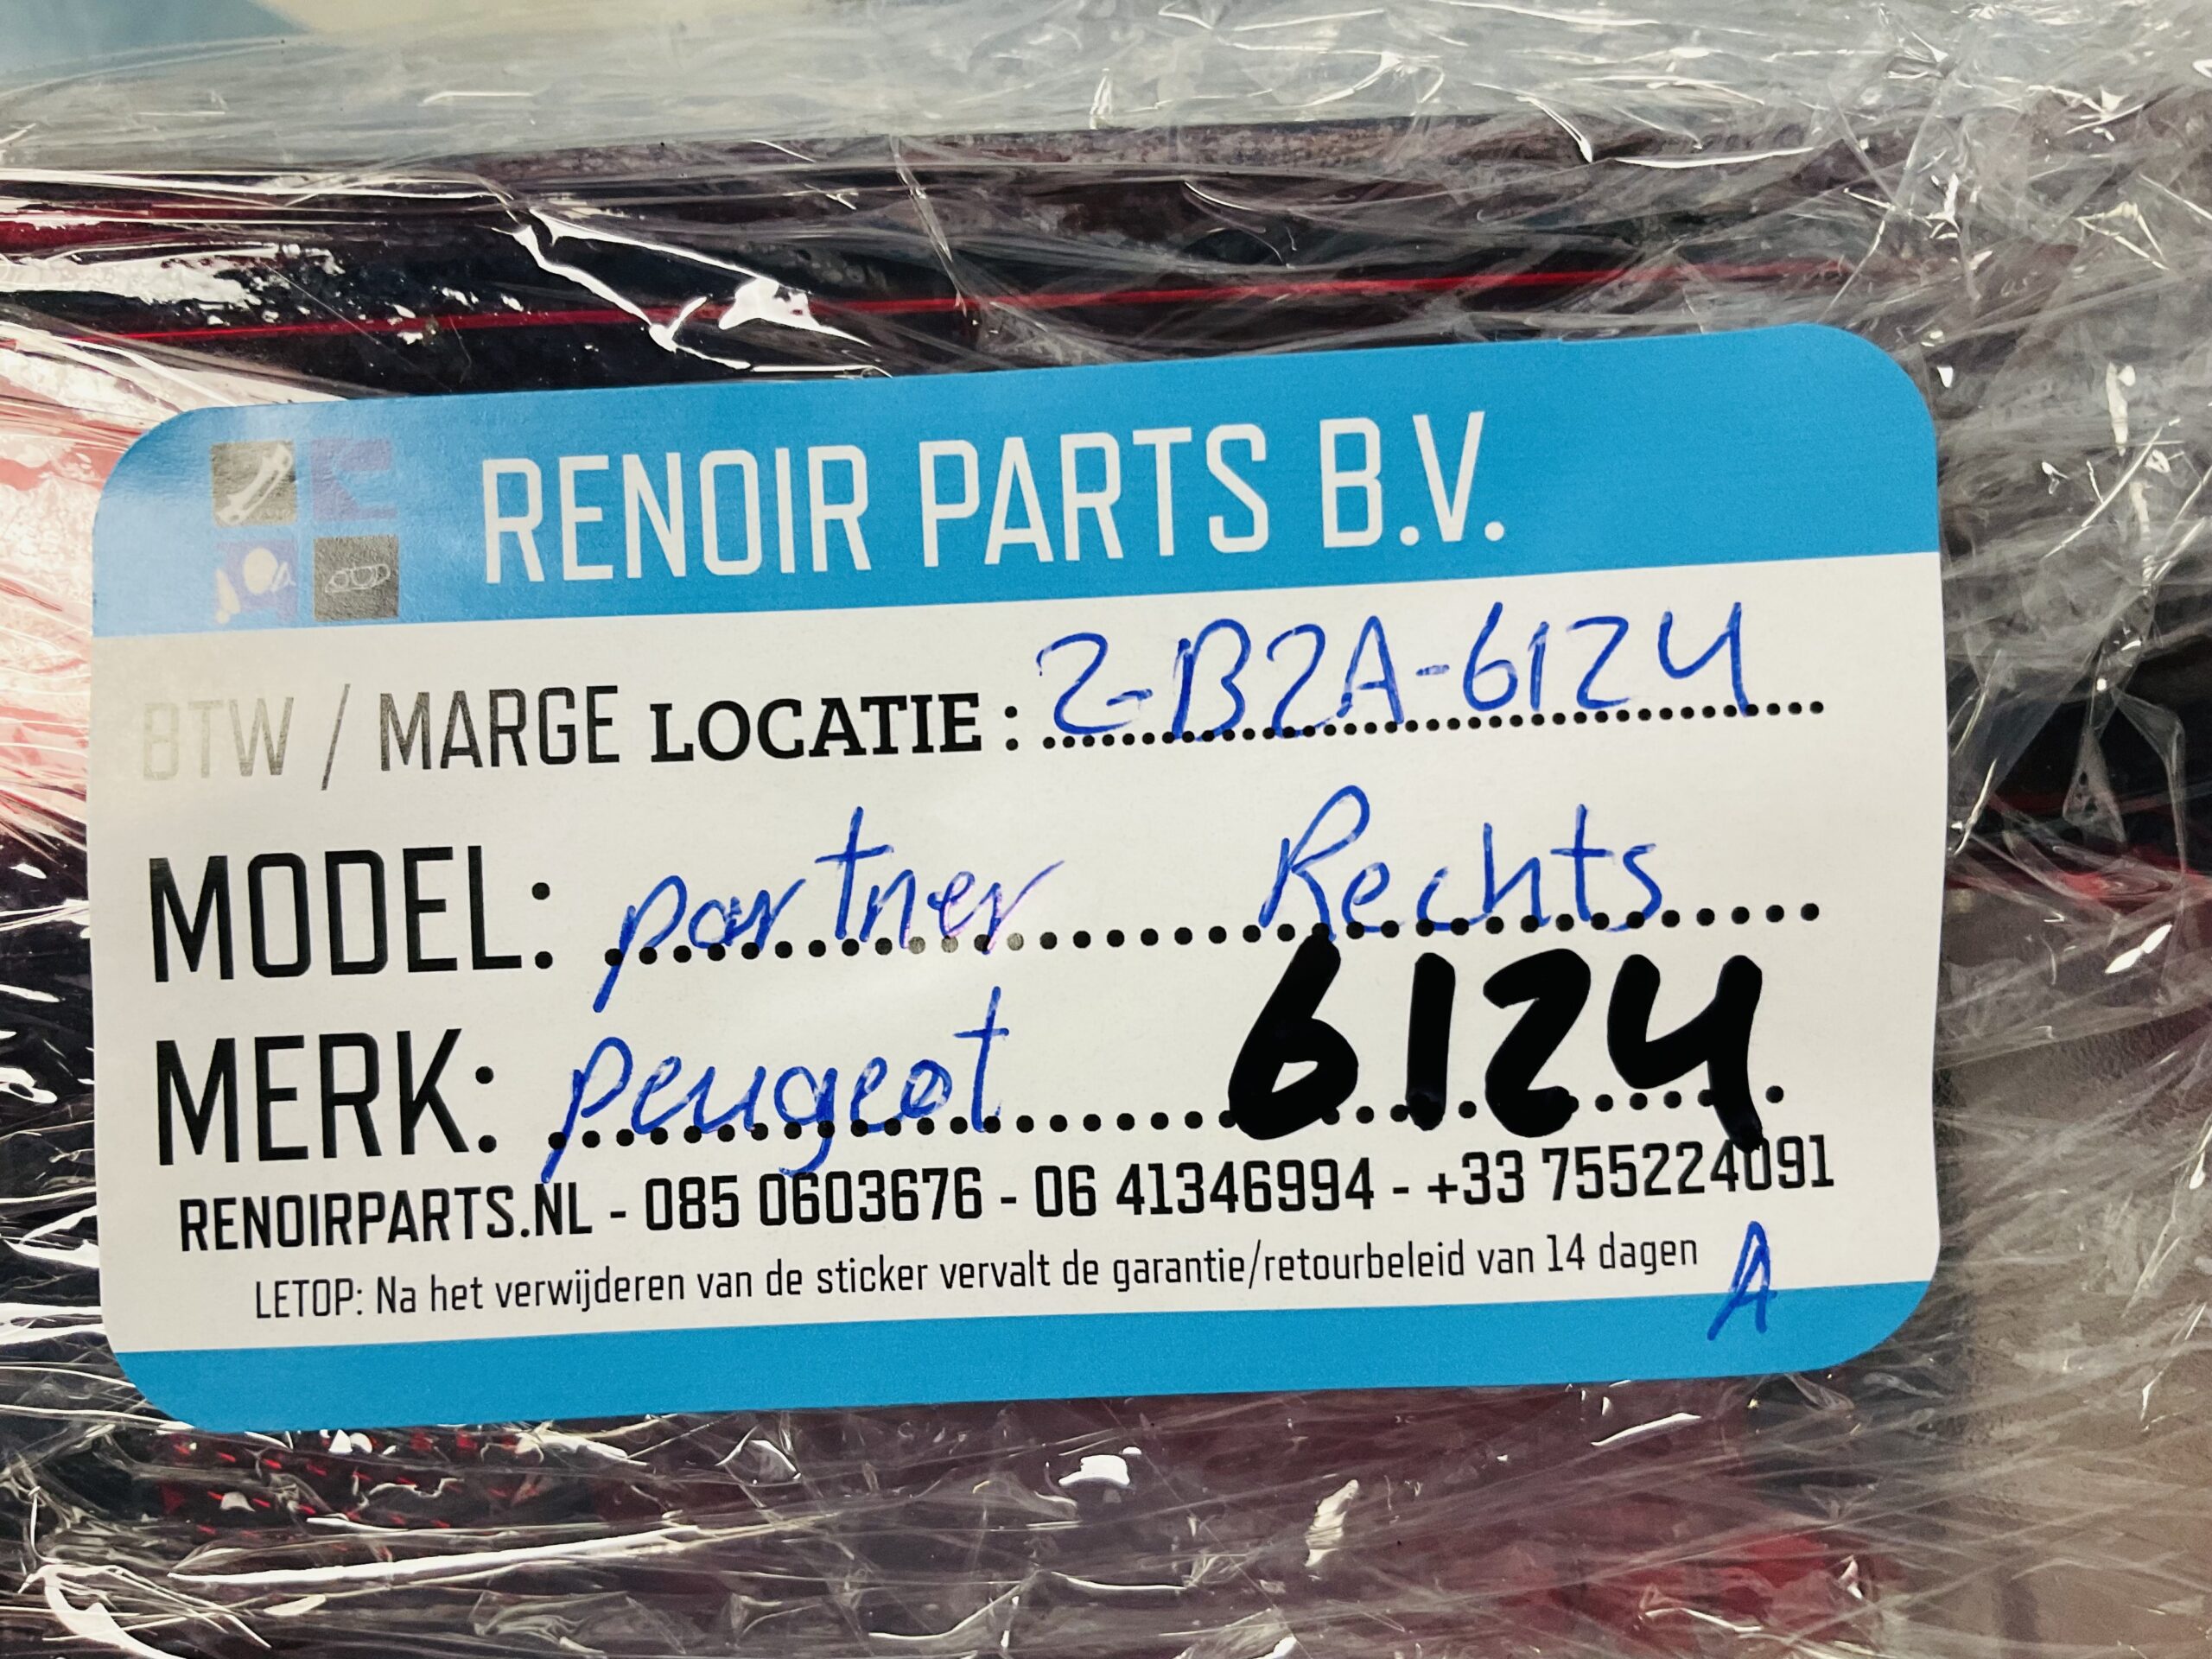 RENOIR PARTS B.V.
BTW / MARGE LOCATIE : 2-B2A-6124
MODEL: partner Rechts
MERK: peugeot 6124
RENOIRPARTS.NL - 085 0603676 - 06 41346994 - +33 755224091
LETOP: Na het verwijderen van de sticker vervalt de garantie/retourbeleid van 14 dagen
A